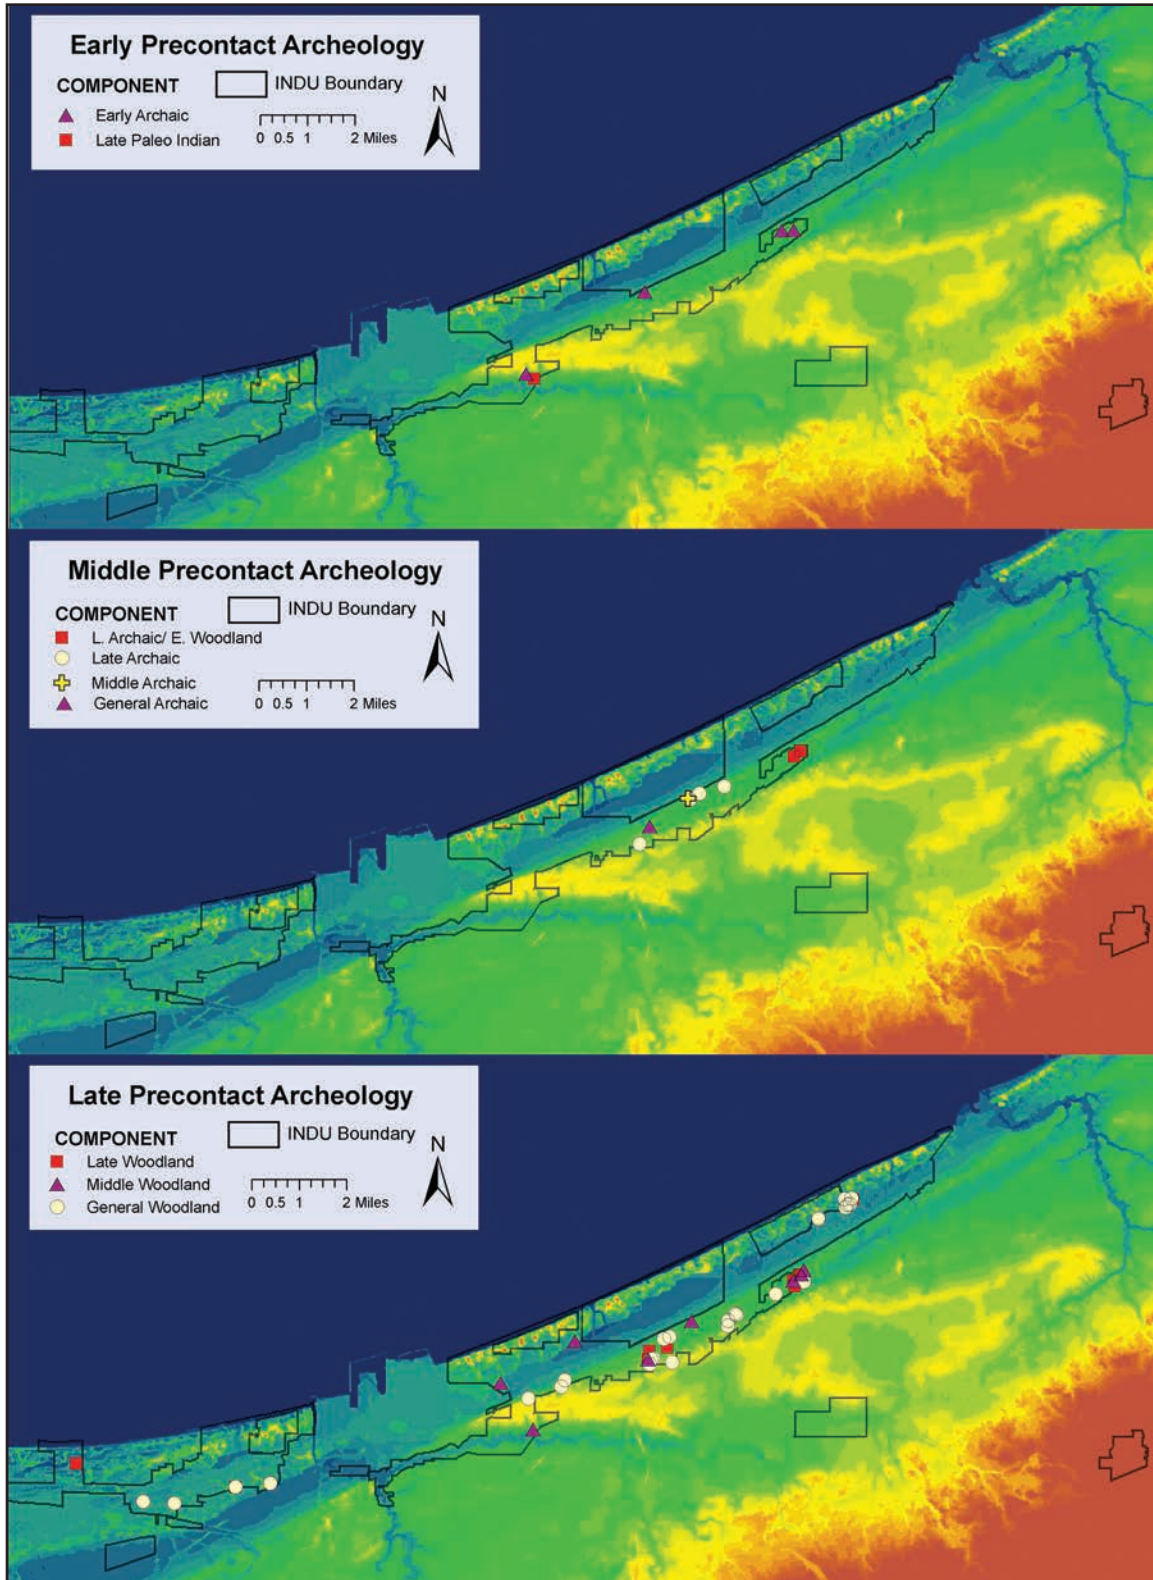 Early Precontact Archeology
COMPONENT
INDU Boundary
Early Archaic
Late Paleo Indian
0 0.5 1 2 Miles
N
Middle Precontact Archeology
COMPONENT
INDU Boundary
L. Archaic/ E. Woodland
Late Archaic
Middle Archaic
General Archaic
0 0.5 1 2 Miles
N
Late Precontact Archeology
COMPONENT
INDU Boundary
Late Woodland
Middle Woodland
General Woodland
0 0.5 1 2 Miles
N